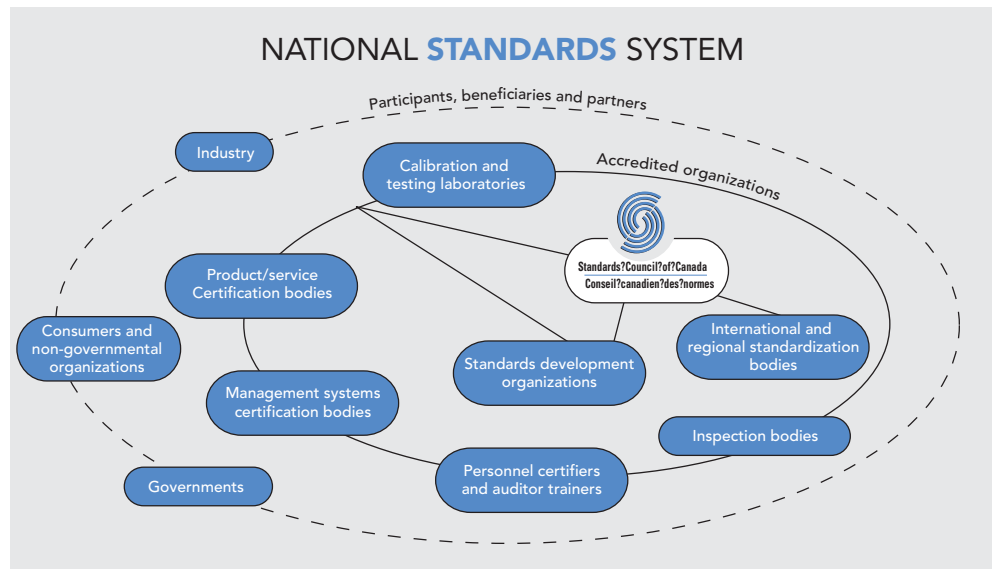 NATIONAL STANDARDS SYSTEM
Participants, beneficiaries and partners
Industry
Calibration and
testing laboratories
Accredited organizations
Standards?Council?of?Canada
Conseil?canadien?des?normes
Product/service
Certification bodies
Consumers and
non-governmental
organizations
Standards development
organizations
International and
regional standardization
bodies
Management systems
certification bodies
Inspection bodies
Personnel certifiers
and auditor trainers
Governments